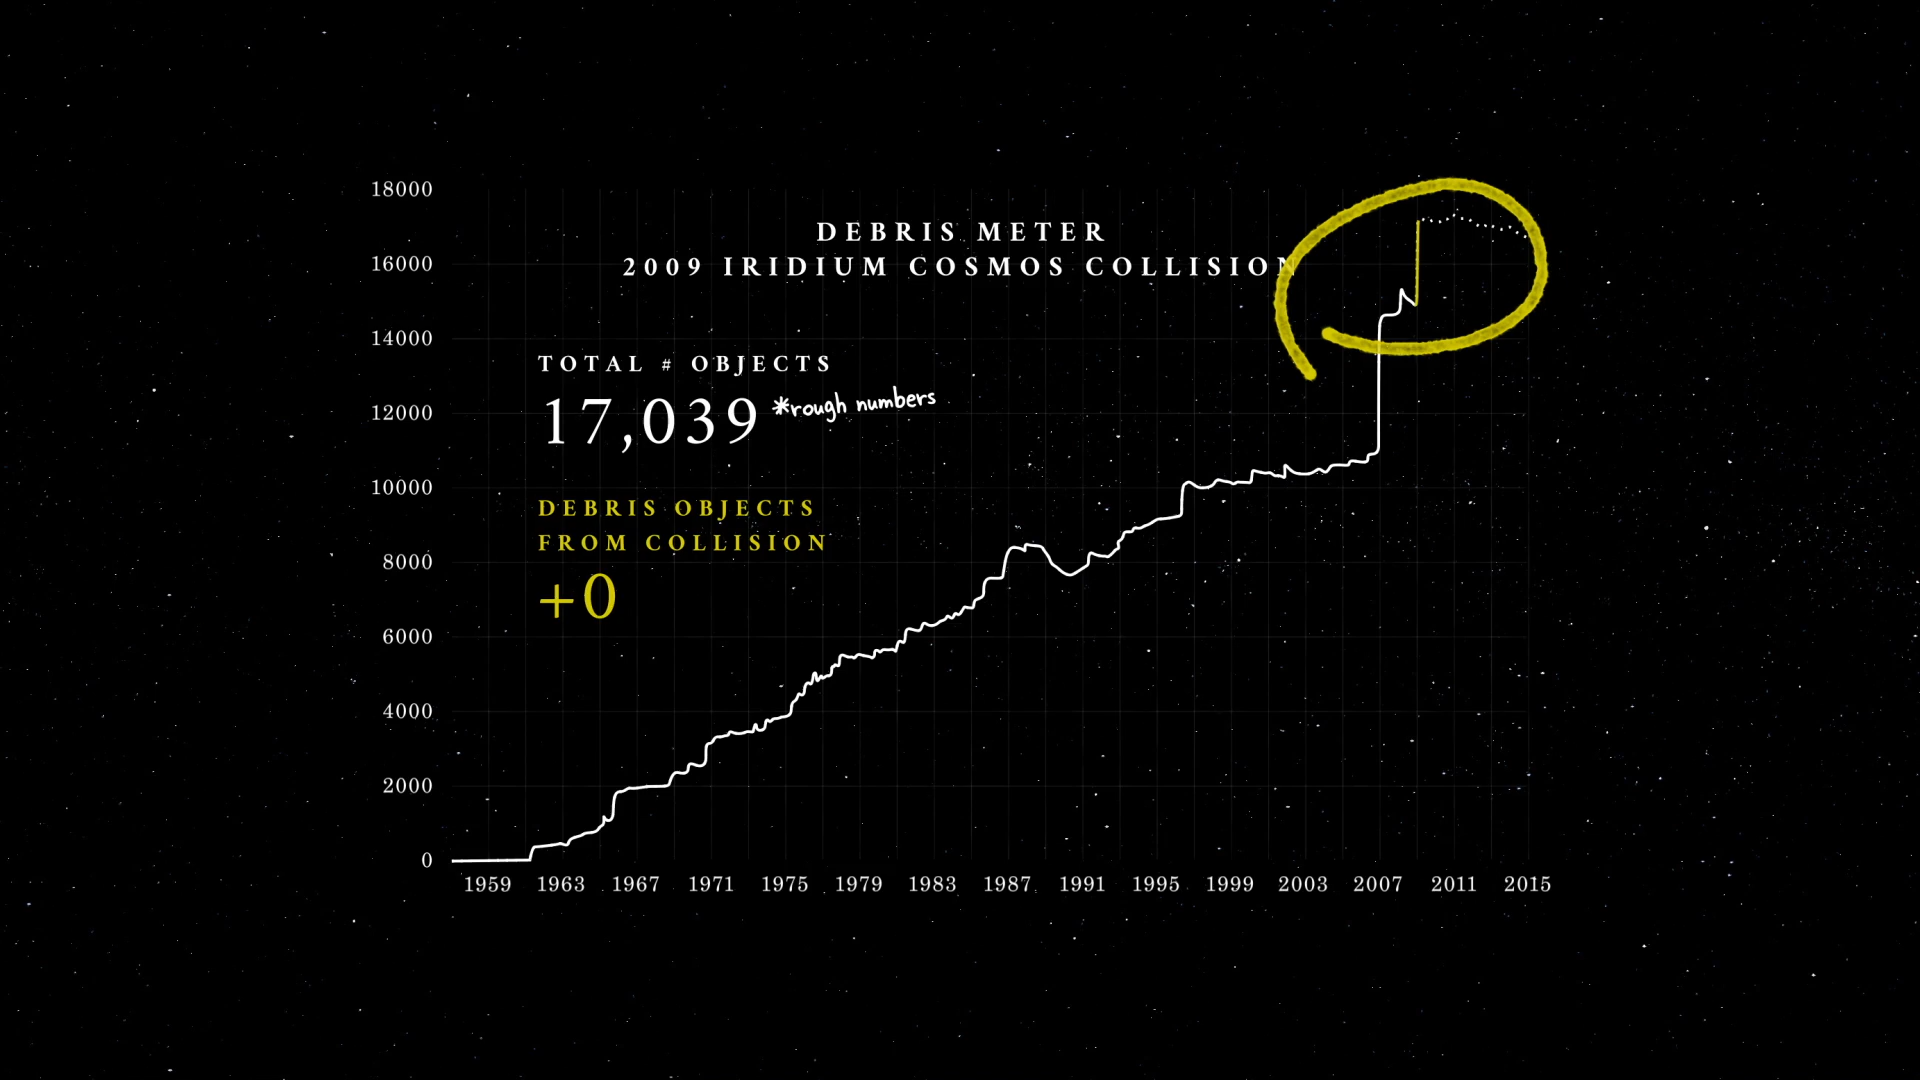 DEBRIS METER
2009 IRIDIUM COSMOS COLLISION
TOTAL # OBJECTS
17,039 *rough numbers
DEBRIS OBJECTS
FROM COLLISION
+0
18000
16000
14000
12000
10000
8000
6000
4000
2000
0
1959 1963 1967 1971 1975 1979 1983 1987 1991 1995 1999 2003 2007 2011 2015